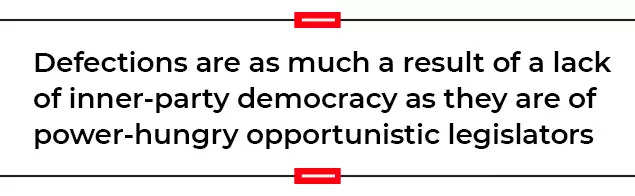 Defections are as much a result of a lack
of inner-party democracy as they are of
power-hungry opportunistic legislators